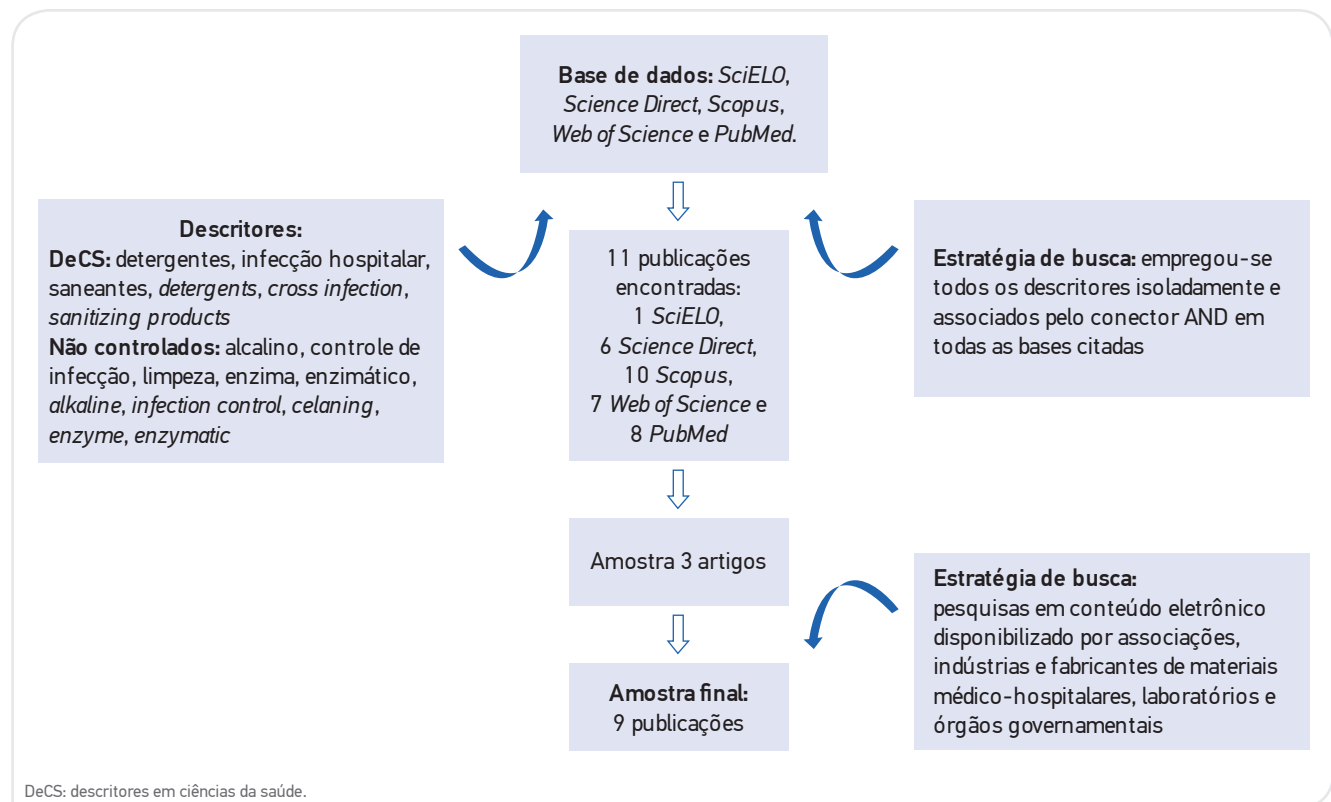 Base de dados: SciELO,
Science Direct, Scopus,
Web of Science e PubMed.
Descritores:
DeCS: detergentes, infecção hospitalar,
saneantes, detergents, cross infection,
sanitizing products
Não controlados: alcalino, controle de
infecção, limpeza, enzima, enzimático,
alkaline, infection control, celaning,
enzyme, enzymatic
11 publicações
encontradas:
1 SciELO,
6 Science Direct,
10 Scopus,
7 Web of Science e
8 PubMed
Estratégia de busca: empregou-se
todos os descritores isoladamente e
associados pelo conector AND em
todas as bases citadas
Amostra 3 artigos
Estratégia de busca:
pesquisas em conteúdo eletrônico
disponibilizado por associações,
indústrias e fabricantes de materiais
médico-hospitalares, laboratórios e
órgãos governamentais
Amostra final:
9 publicações
DeCS: descritores em ciências da saúde.